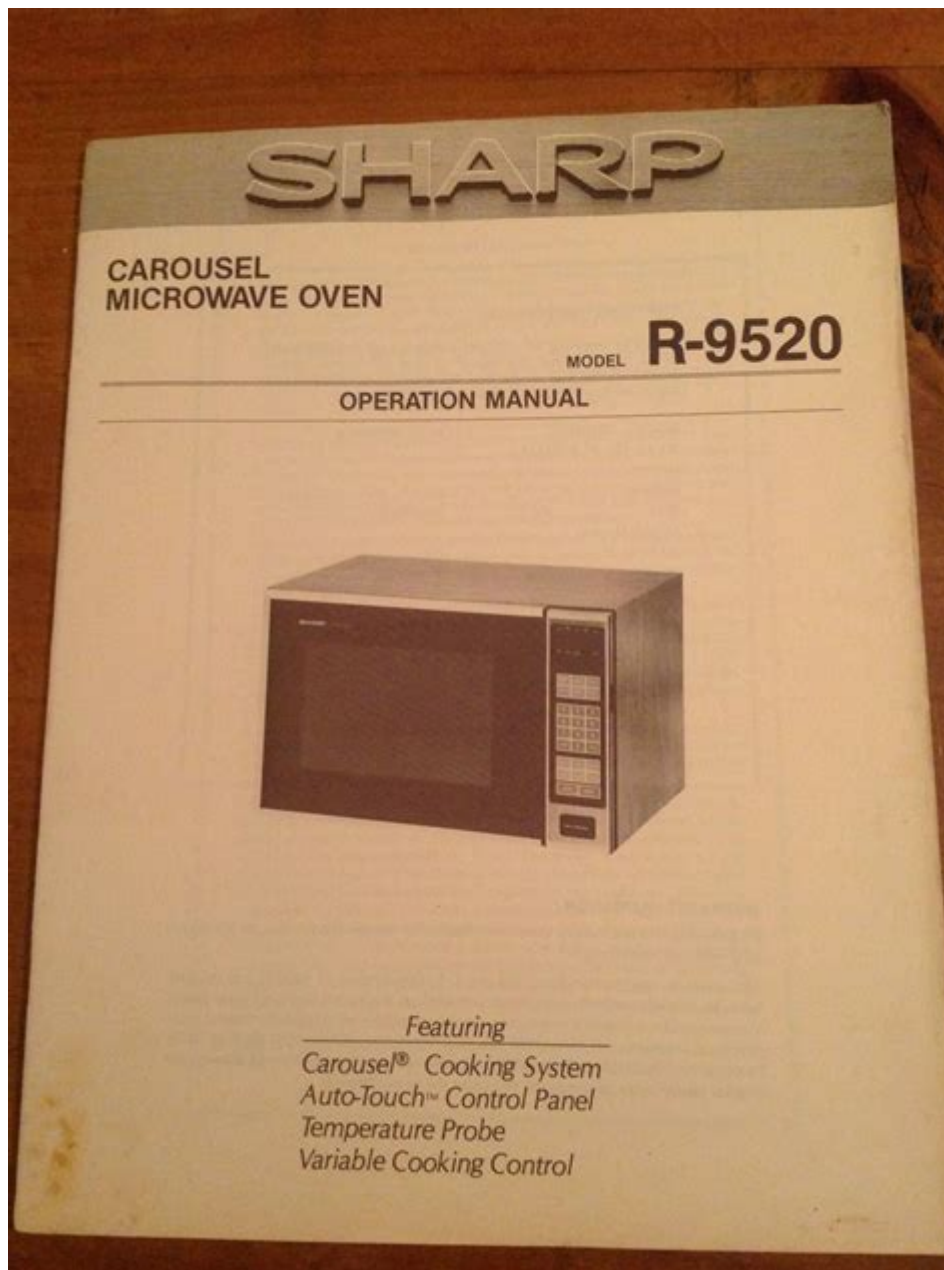 SHARP
CAROUSEL
MICROWAVE OVEN
MODEL R-9520
OPERATION MANUAL
Featuring
Carousel® Cooking System
Auto-Touch™ Control Panel
Temperature Probe
Variable Cooking Control